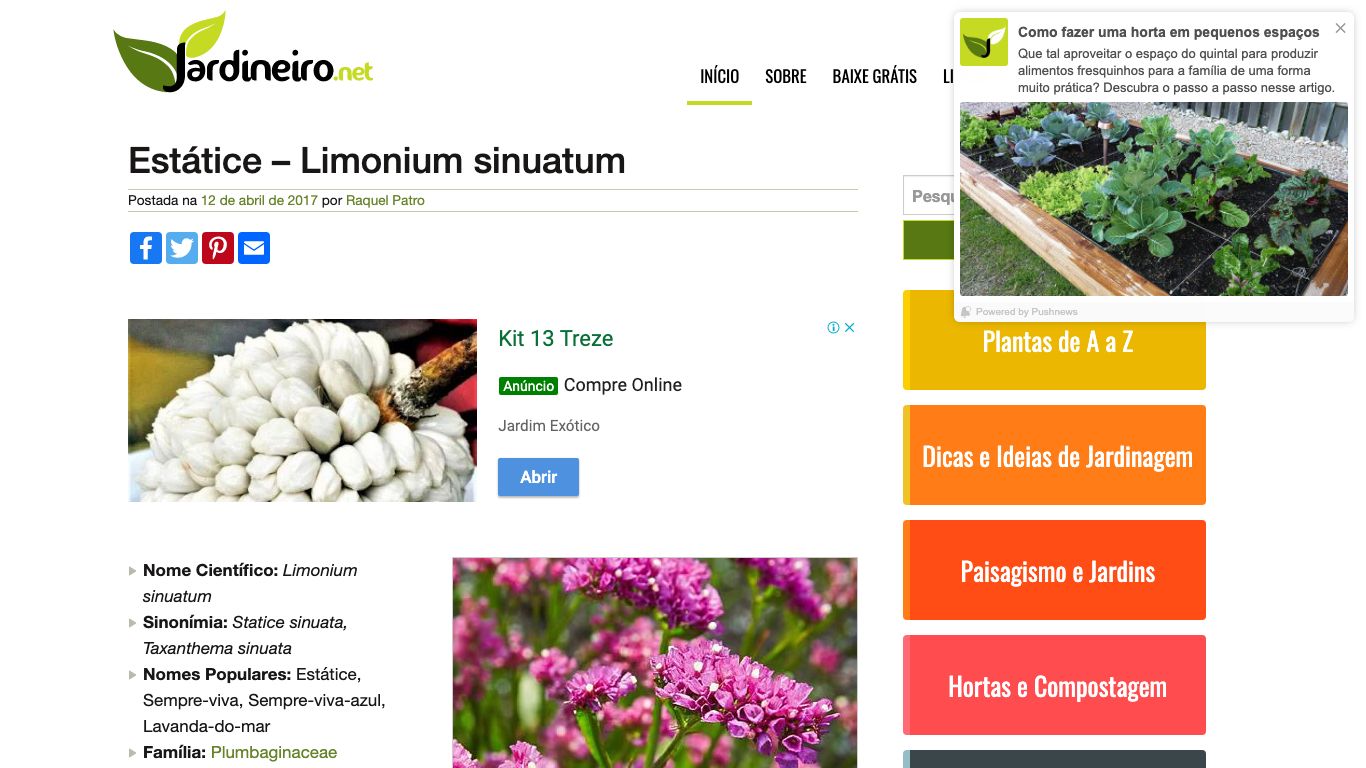 Jardineiro.net
INÍCIO
SOBRE
BAIXE GRÁTIS
Como fazer uma horta em pequenos espaços
Que tal aproveitar o espaço do quintal para produzir
alimentos fresquinhos para a família de uma forma
muito prática? Descubra o passo a passo nesse artigo.
Powered by Pushnews
Estátice – Limonium sinuatum
Postada na 12 de abril de 2017 por Raquel Patro
Kit 13 Treze
Anúncio Compre Online
Jardim Exótico
Abrir
Nome Científico: Limonium
sinuatum
Sinonímia: Statice sinuata,
Taxanthema sinuata
Nomes Populares: Estátice,
Sempre-viva, Sempre-viva-azul,
Lavanda-do-mar
Família: Plumbaginaceae
Plantas de A a Z
Dicas e Ideias de Jardinagem
Paisagismo e Jardins
Hortas e Compostagem